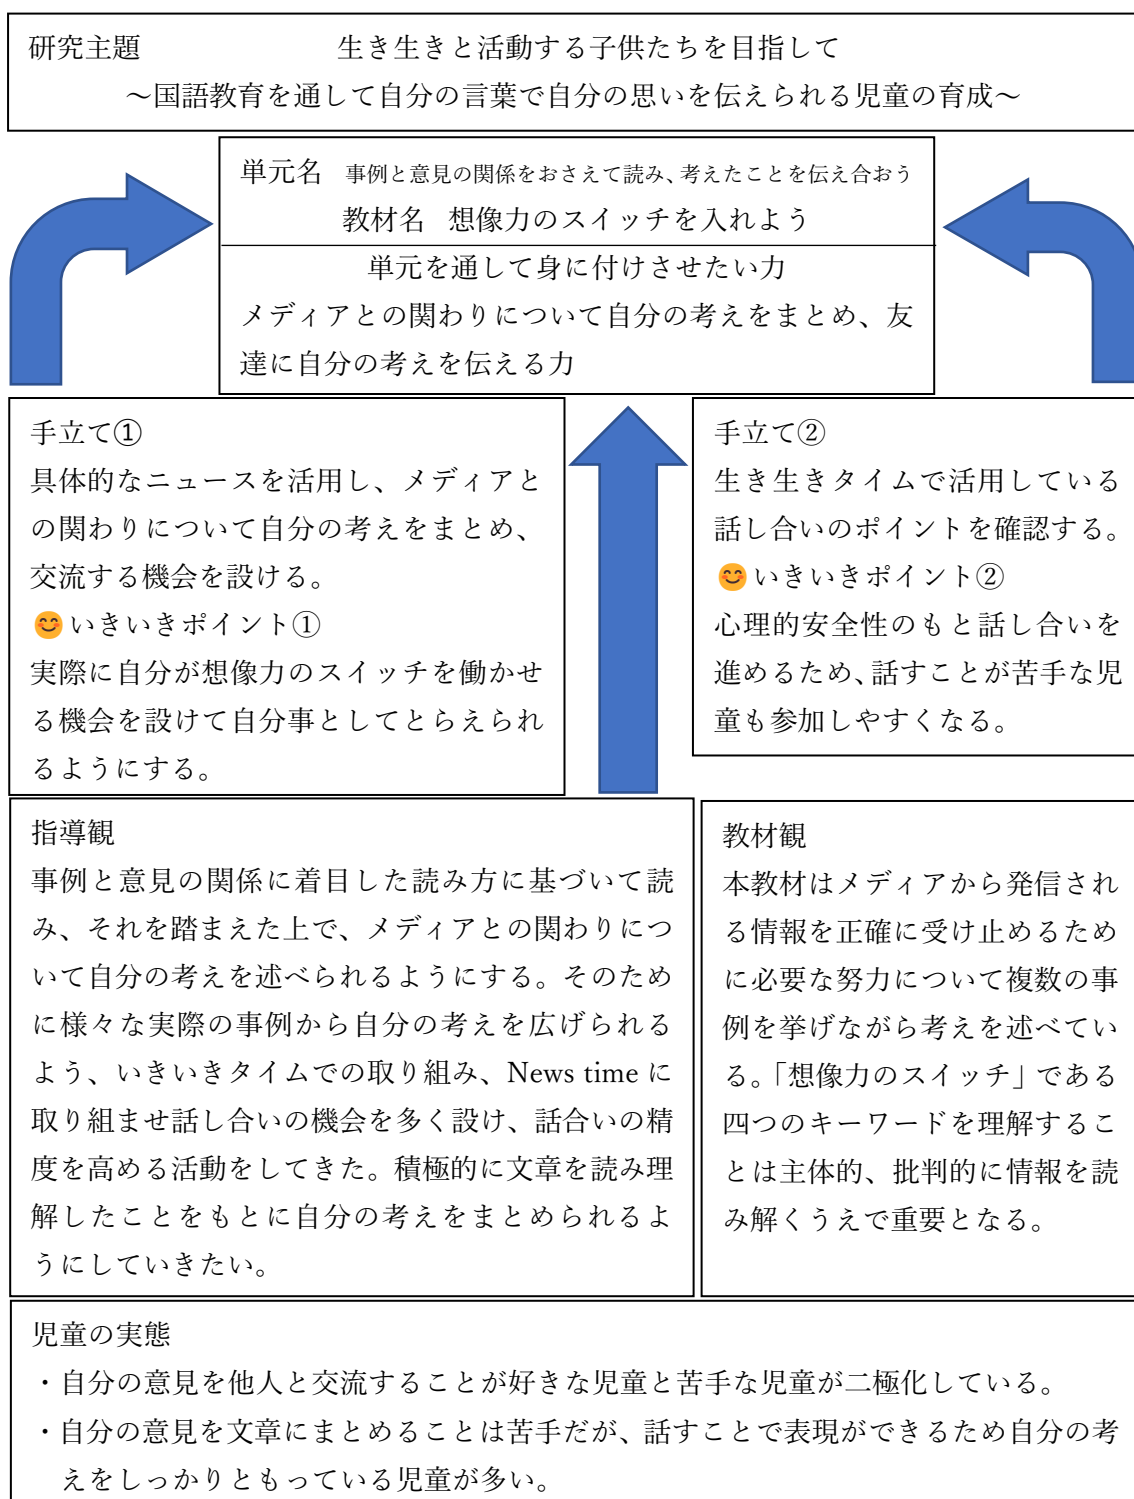 研究主題 生き生きと活動する子供たちを目指して
～国語教育を通して自分の言葉で自分の思いを伝えられる児童の育成～
単元名 事例と意見の関係をおさえて読み、考えたことを伝え合おう
教材名 想像力のスイッチを入れよう
単元を通して身に付けさせたい力
メディアとの関わりについて自分の考えをまとめ、友
達に自分の考えを伝える力
手立て①
具体的なニュースを活用し、メディアと
の関わりについて自分の考えをまとめ、
交流する機会を設ける。
😊いきいきポイント①
実際に自分が想像力のスイッチを働かせ
る機会を設けて自分事としてとらえられ
るようにする。
手立て②
生き生きタイムで活用している
話し合いのポイントを確認する。
😊いきいきポイント②
心理的安全性のもと話し合いを
進めるため、話すことが苦手な児
童も参加しやすくなる。
指導観
事例と意見の関係に着目した読み方に基づいて読
み、それを踏まえた上で、メディアとの関わりにつ
いて自分の考えを述べられるようにする。そのため
に様々な実際の事例から自分の考えを広げられる
よう、いきいきタイムでの取り組み、News time に
取り組ませ話し合いの機会を多く設け、話合いの精
度を高める活動をしてきた。積極的に文章を読み理
解したことをもとに自分の考えをまとめられるよ
うにしていきたい。
教材観
本教材はメディアから発信され
る情報を正確に受け止めるため
に必要な努力について複数の事
例を挙げながら考えを述べてい
る。「想像力のスイッチ」である
四つのキーワードを理解するこ
とは主体的、批判的に情報を読
み解くうえで重要となる。
児童の実態
・自分の意見を他人と交流することが好きな児童と苦手な児童が二極化している。
・自分の意見を文章にまとめることは苦手だが、話すことで表現ができるため自分の考
えをしっかりともっている児童が多い。